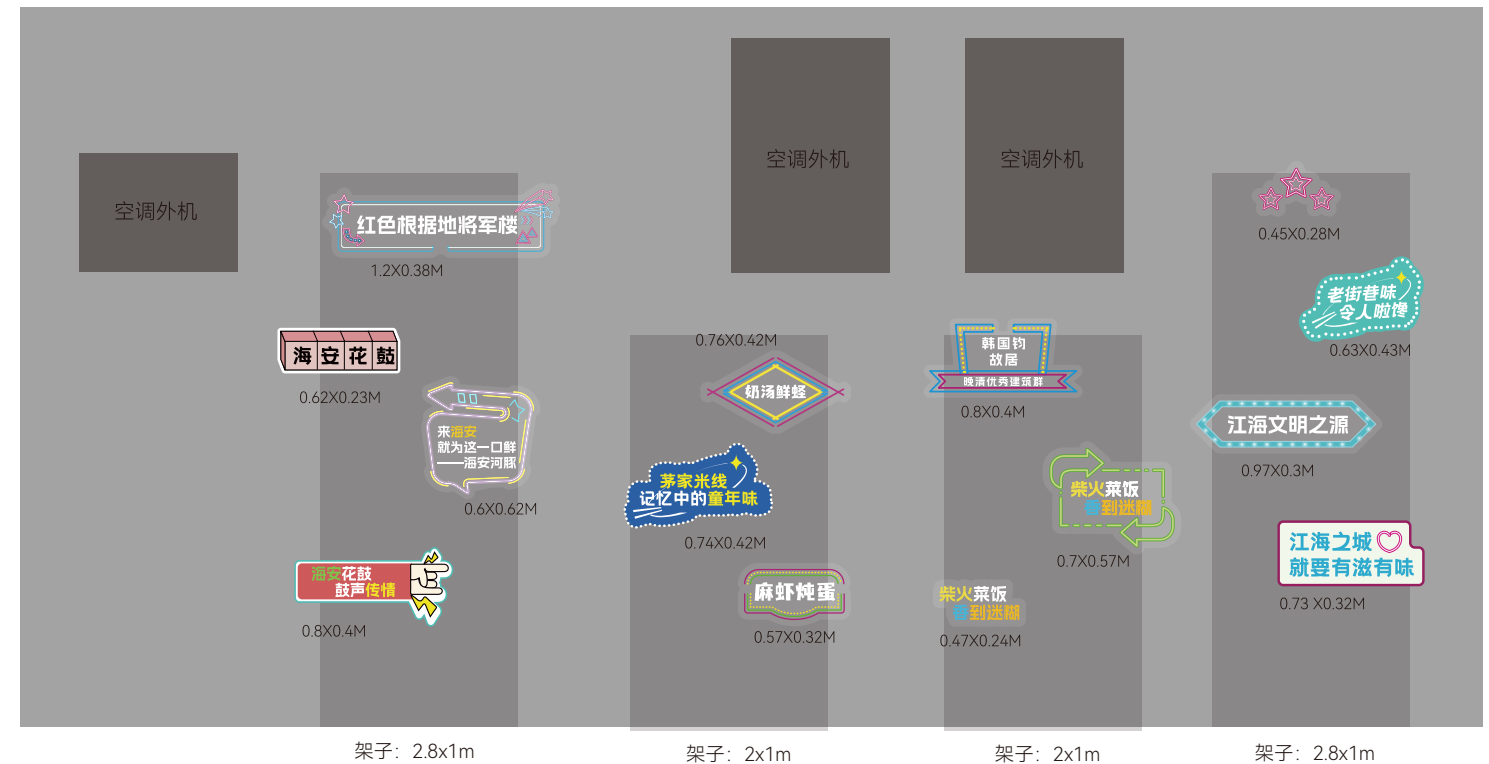 空调外机
空调外机
空调外机
红色根据地将军楼
1.2X0.38M
海安花鼓
0.62X0.23M
来海安
就为这一口鲜
——海安河豚
0.6X0.62M
海安花鼓
鼓声传情
0.8X0.4M
0.76X0.42M
奶汤鲜蛏
茅家米线
记忆中的童年味
0.74X0.42M
麻虾炖蛋
0.57X0.32M
韩国钧
故居
晚清优秀建筑群
0.8X0.4M
柴火菜饭
香到迷糊
0.7X0.57M
柴火菜饭
香到迷糊
0.47X0.24M
0.45X0.28M
老街巷味
令人啦馋
0.63X0.43M
江海文明之源
0.97X0.3M
江海之城
就要有滋有味
0.73 X0.32M
架子：2.8x1m
架子：2x1m
架子：2x1m
架子：2.8x1m